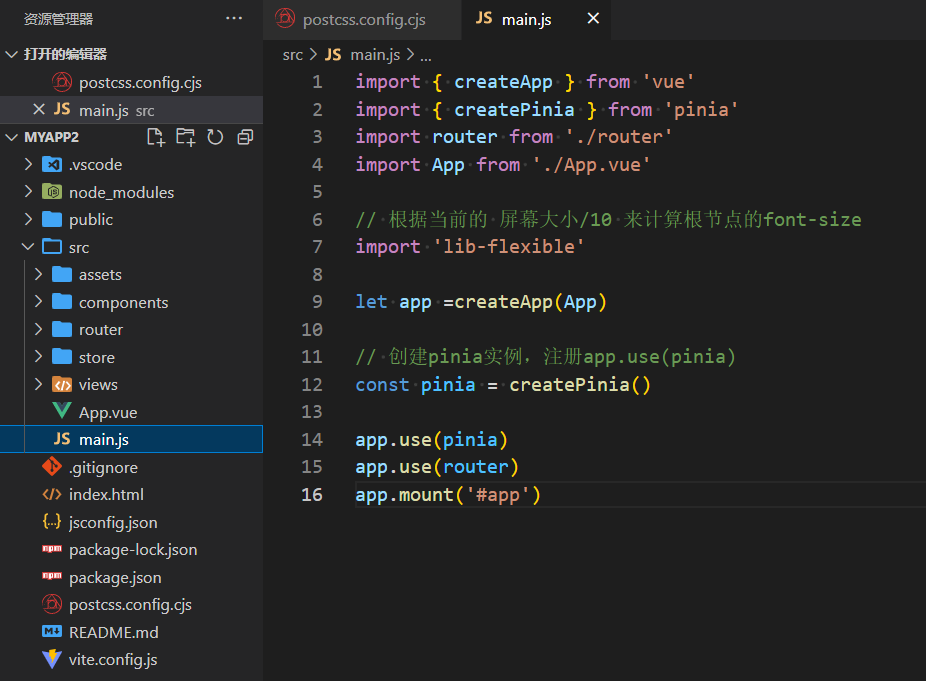 资源管理器 ...
打开的编辑器
postcss.config.cjs
JS main.js src
MYAPP2
.vscode
node_modules
public
src
assets
components
router
store
views
App.vue
JS main.js
.gitignore
index.html
jsconfig.json
package-lock.json
package.json
postcss.config.cjs
README.md
vite.config.js
postcss.config.cjs JS main.js
src > JS main.js > ...
1 import { createApp } from 'vue'
2 import { createPinia } from 'pinia'
3 import router from './router'
4 import App from './App.vue'
5
6 // 根据当前的 屏幕大小/10 来计算根节点的font-size
7 import 'lib-flexible'
8
9 let app =createApp(App)
10
11 // 创建pinia实例，注册app.use(pinia)
12 const pinia = createPinia()
13
14 app.use(pinia)
15 app.use(router)
16 app.mount('#app')